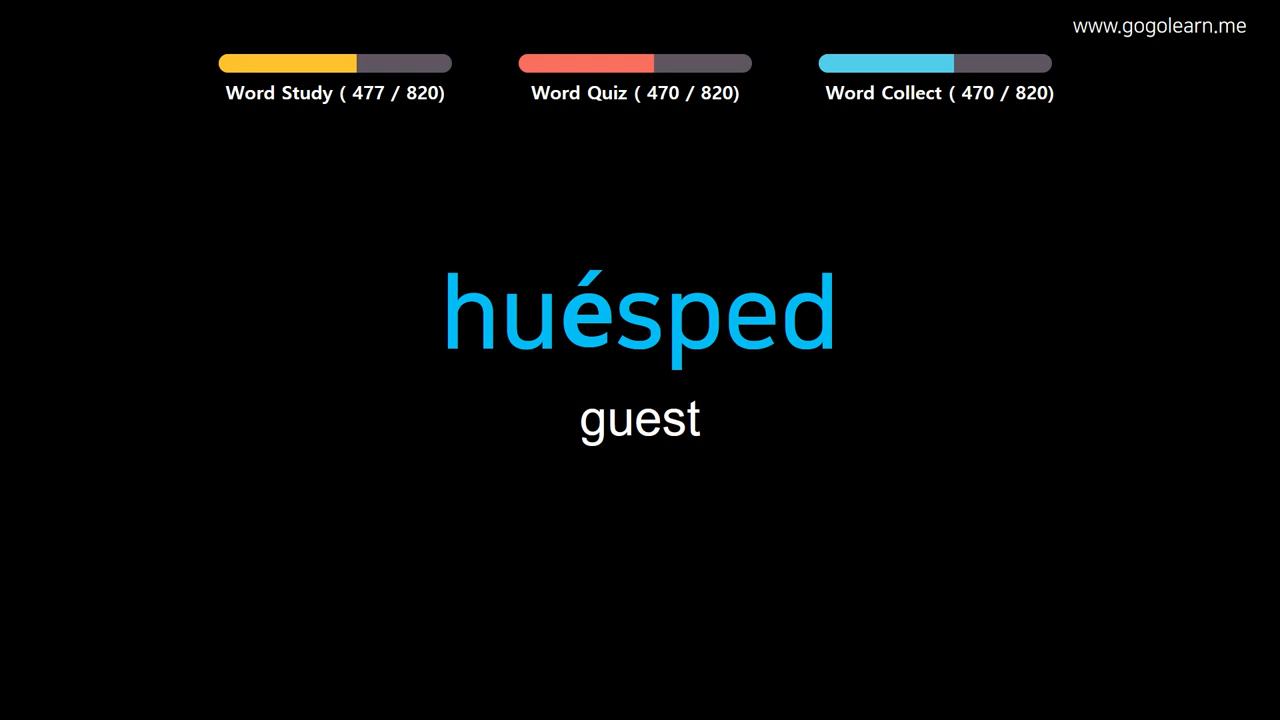 www.gogolearn.me
Word Study ( 477 / 820)
Word Quiz ( 470 / 820)
Word Collect ( 470 / 820)
huésped
guest